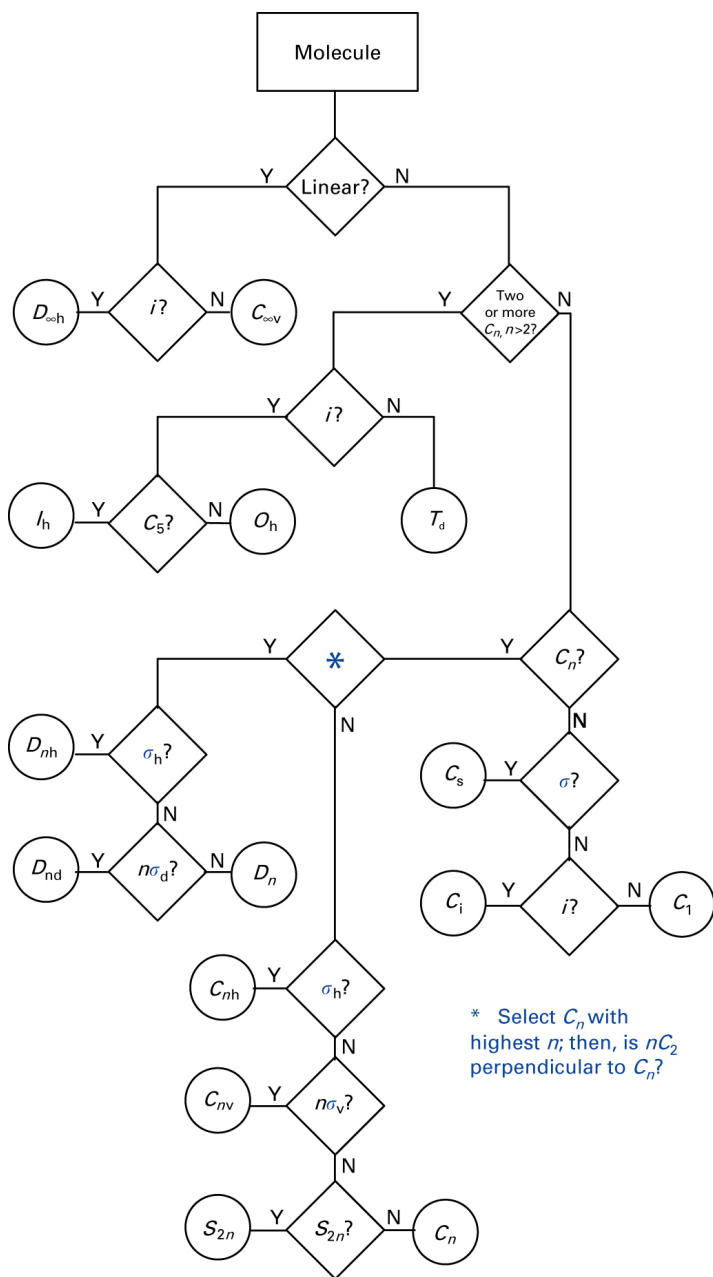 Molecule
Y
Linear?
N
D∞h
Y
i?
N
C∞v
Y
Two
or more
Cn, n>2?
N
Y
i?
N
Ih
Y
C5?
N
Oh
Td
Y
*
Y
Cn?
N
N
Dnh
Y
σh?
N
Cs
Y
σ?
N
Dnd
Y
nσd?
N
Dn
Ci
Y
i?
N
C1
Cnh
Y
σh?
N
Cnv
Y
nσv?
N
S2n
Y
S2n?
N
Cn
* Select Cn with
highest n; then, is nC2
perpendicular to Cn?